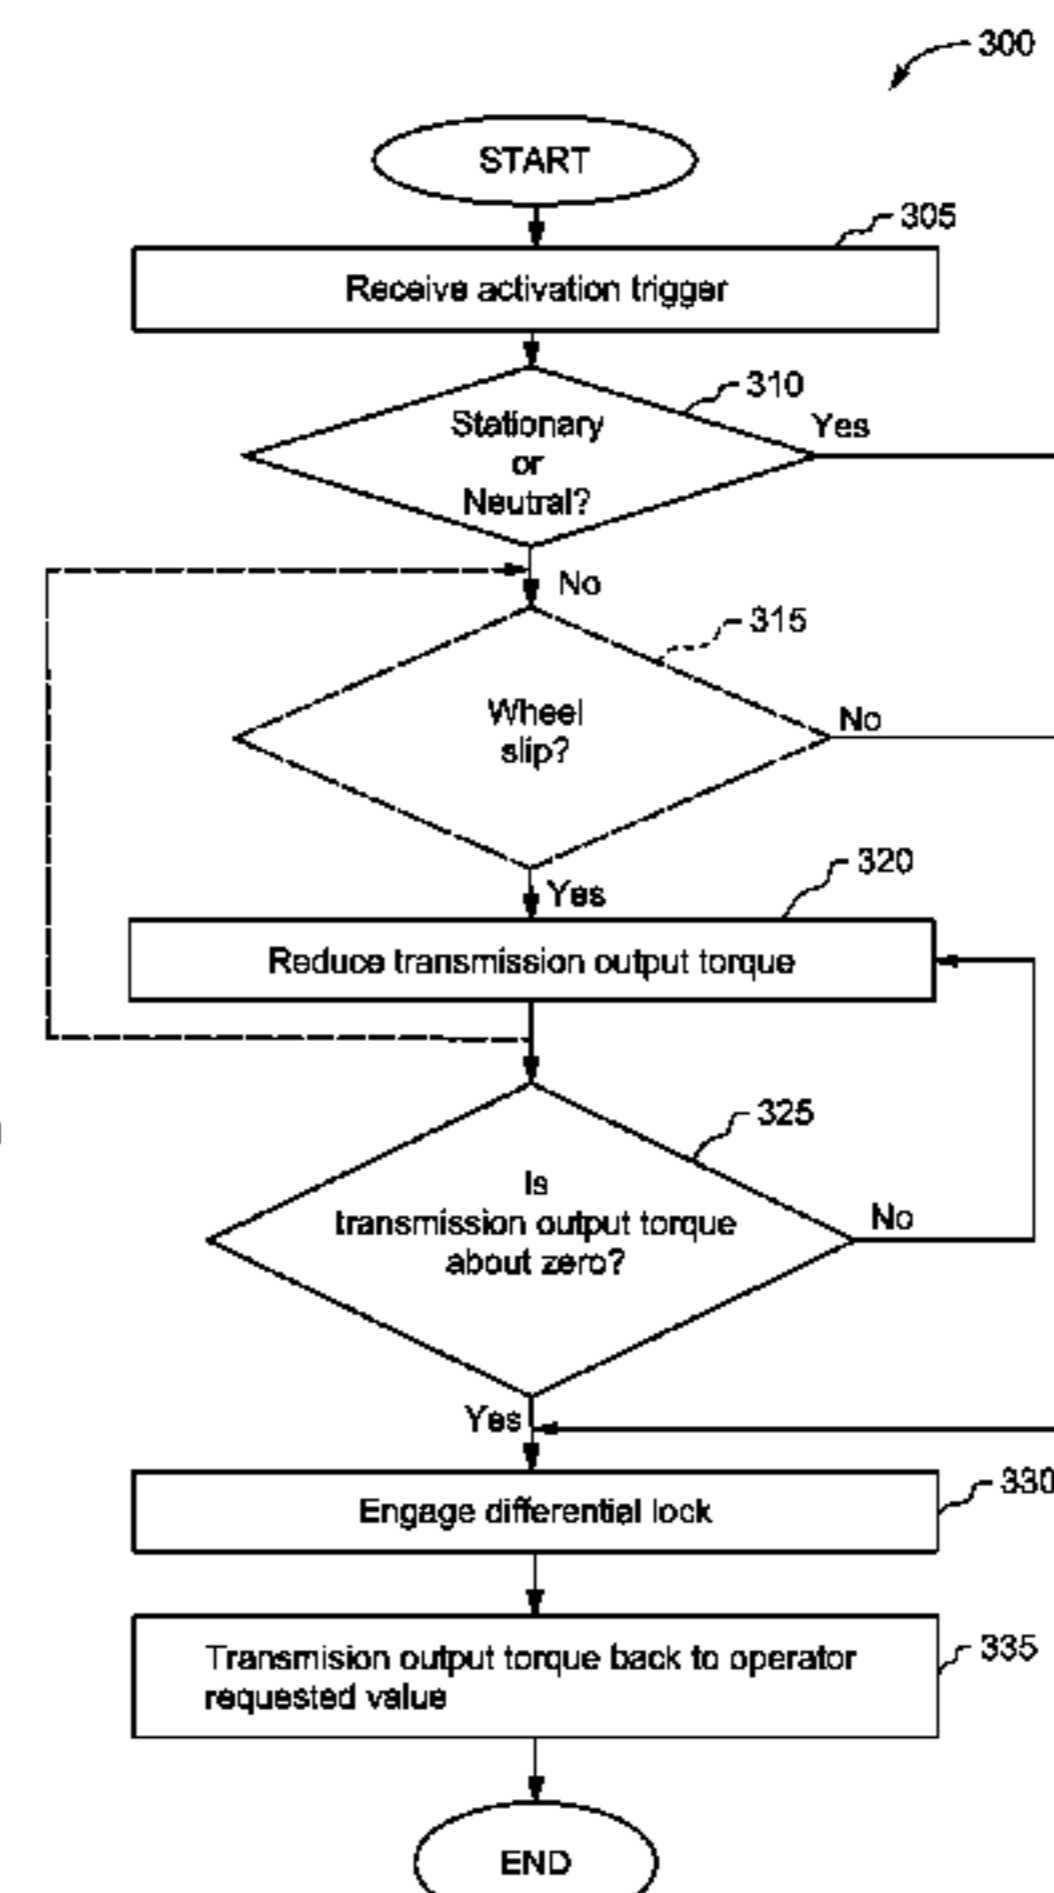 300
START
305
Receive activation trigger
310
Stationary
or
Neutral?
Yes
No
315
Wheel
slip?
No
Yes
320
Reduce transmission output torque
325
Is
transmission output torque
about zero?
No
Yes
330
Engage differential lock
335
Transmision output torque back to operator
requested value
END